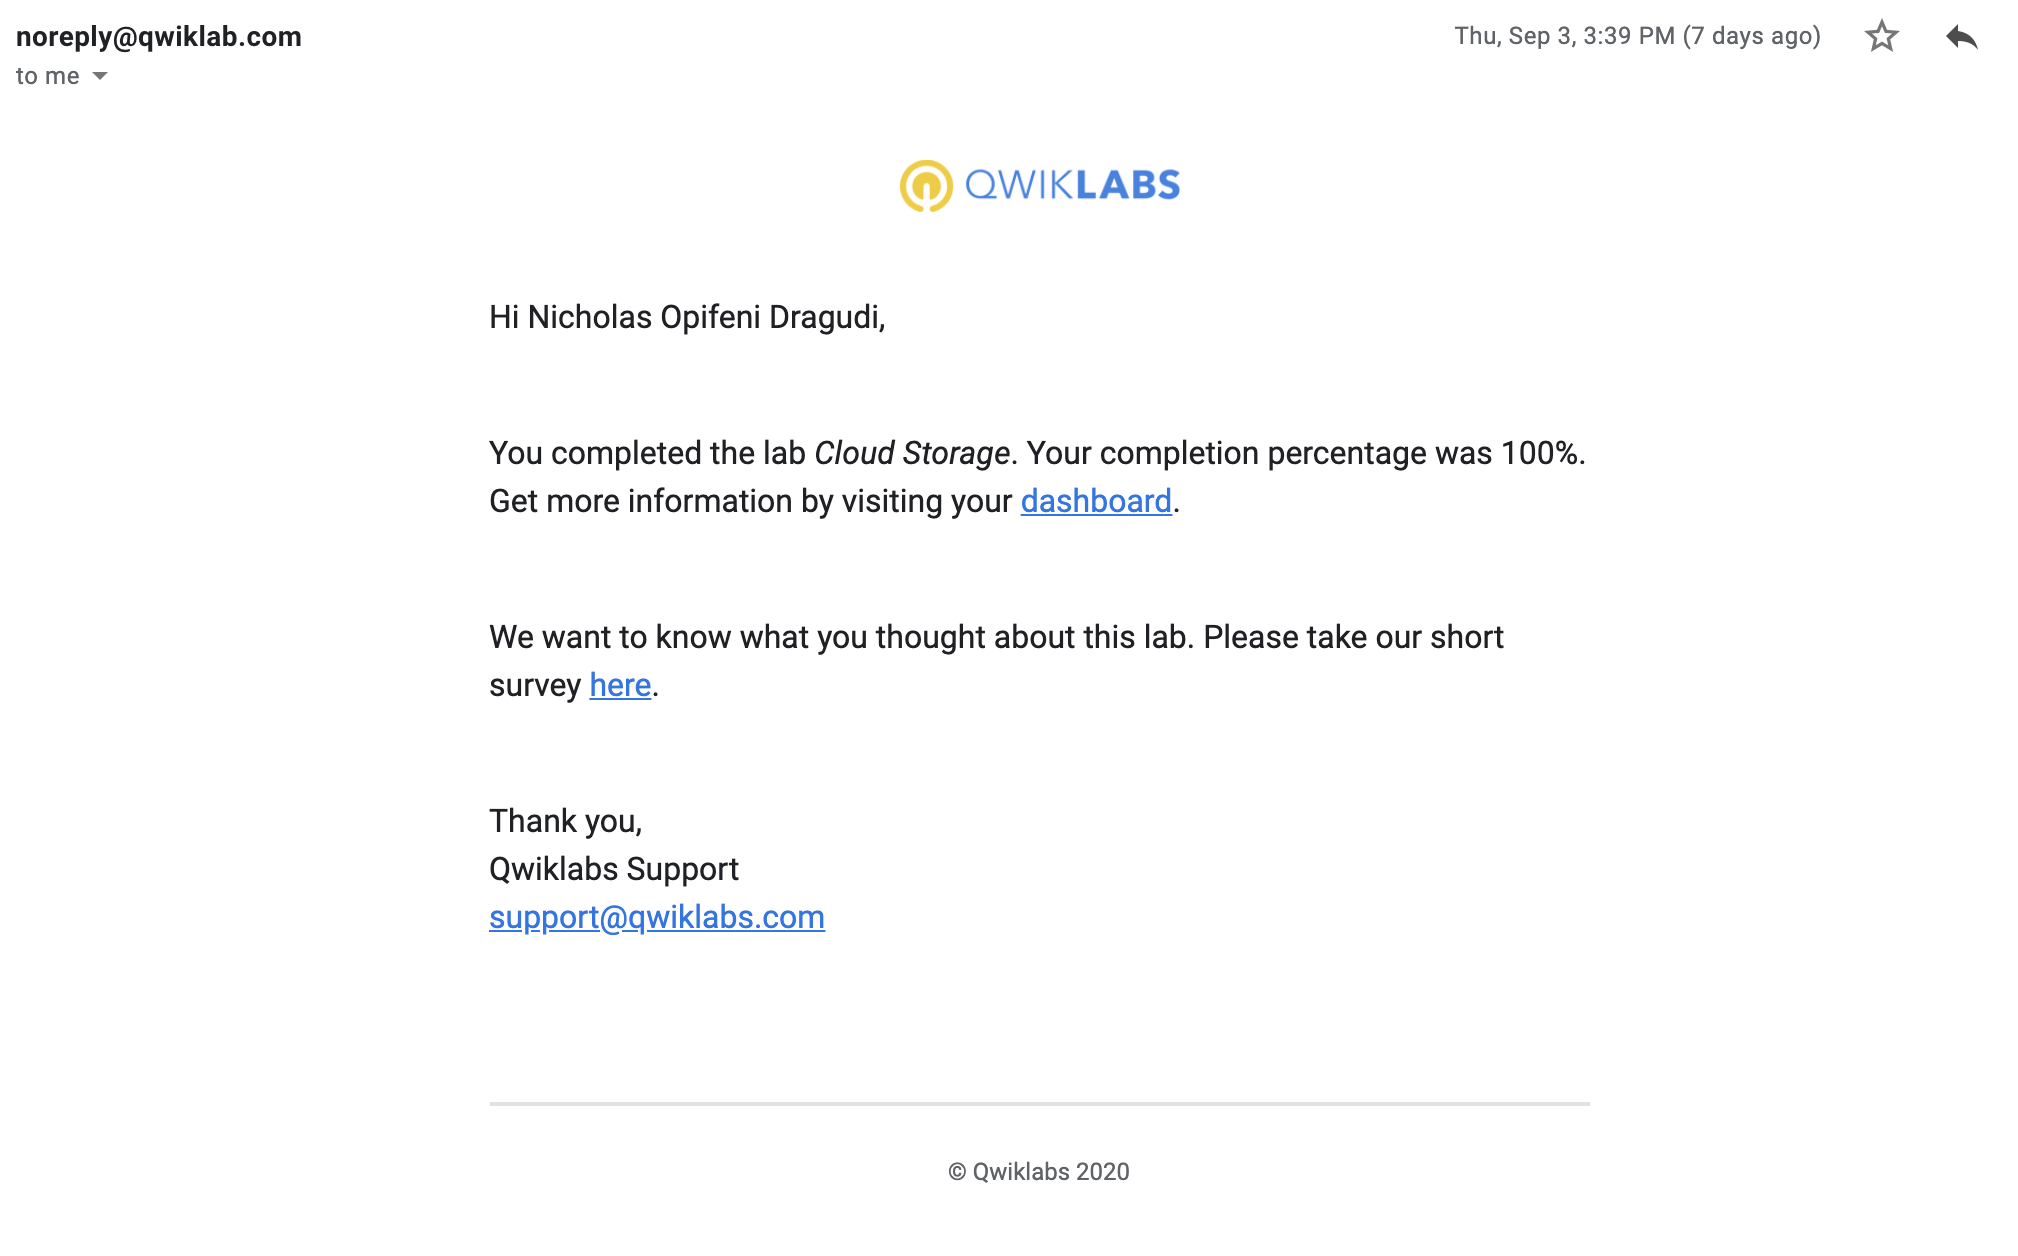 noreply@qwiklab.com
Thu, Sep 3, 3:39 PM (7 days ago)
to me
QWIKLABS
Hi Nicholas Opifeni Dragudi,
You completed the lab Cloud Storage. Your completion percentage was 100%.
Get more information by visiting your dashboard.
We want to know what you thought about this lab. Please take our short
survey here.
Thank you,
Qwiklabs Support
support@qwiklabs.com
© Qwiklabs 2020